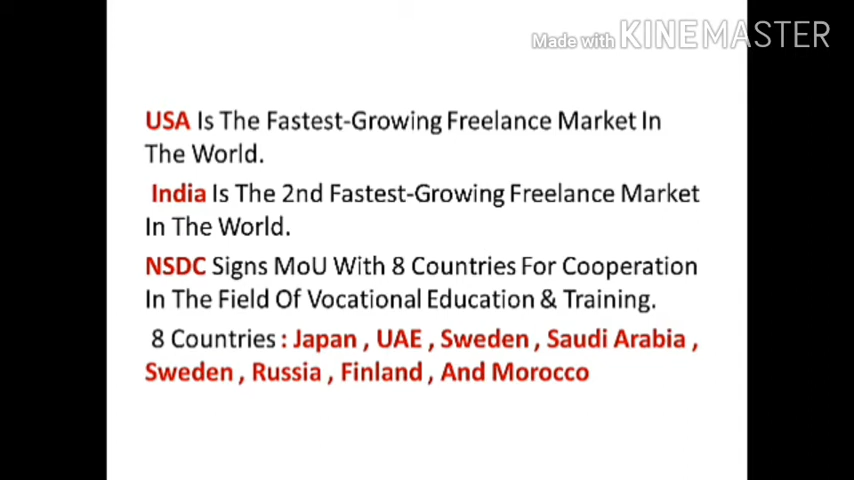 Made with KINEMASTER
USA Is The Fastest-Growing Freelance Market In
The World.
India Is The 2nd Fastest-Growing Freelance Market
In The World.
NSDC Signs MoU With 8 Countries For Cooperation
In The Field Of Vocational Education & Training.
8 Countries : Japan , UAE , Sweden , Saudi Arabia ,
Sweden , Russia , Finland , And Morocco